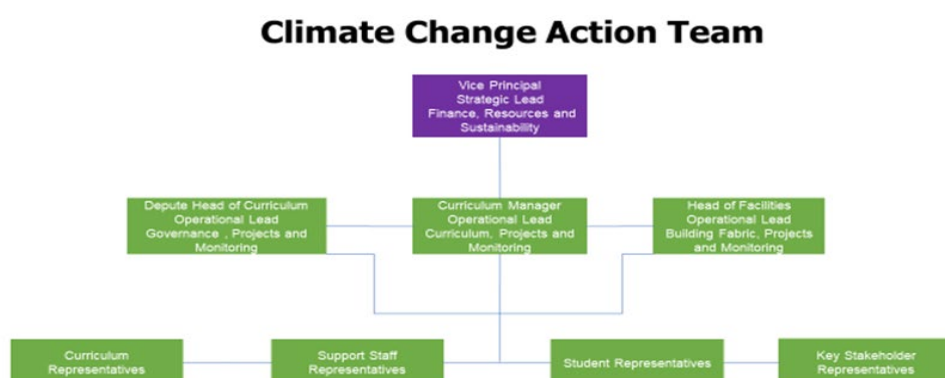 Climate Change Action Team
Vice Principal
Strategic Lead
Finance, Resources and
Sustainability
Depute Head of Curriculum
Operational Lead
Governance , Projects and
Monitoring
Curriculum Manager
Operational Lead
Curriculum, Projects and
Monitoring
Head of Facilities
Operational Lead
Building Fabric, Projects
and Monitoring
Curriculum
Representatives
Support Staff
Representatives
Student Representatives
Key Stakeholder
Representatives